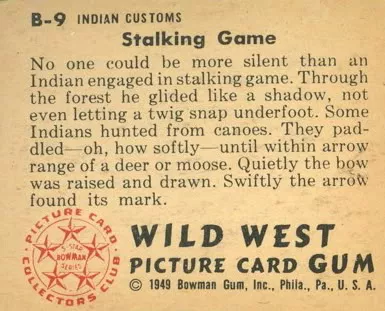 B-9 INDIAN CUSTOMS
Stalking Game
No one could be more silent than an
Indian engaged in stalking game. Through
the forest he glided like a shadow, not
even letting a twig snap underfoot. Some
Indians hunted from canoes. They pad-
dled—oh, how softly—until within arrow
range of a deer or moose. Quietly the bow
was raised and drawn. Swiftly the arrow
found its mark.
PICTURE CARD
5-STAR
BOWMAN
SERIES
COLLECTORS CLUB
WILD WEST
PICTURE CARD GUM
© 1949 Bowman Gum, Inc., Phila., Pa., U. S. A.